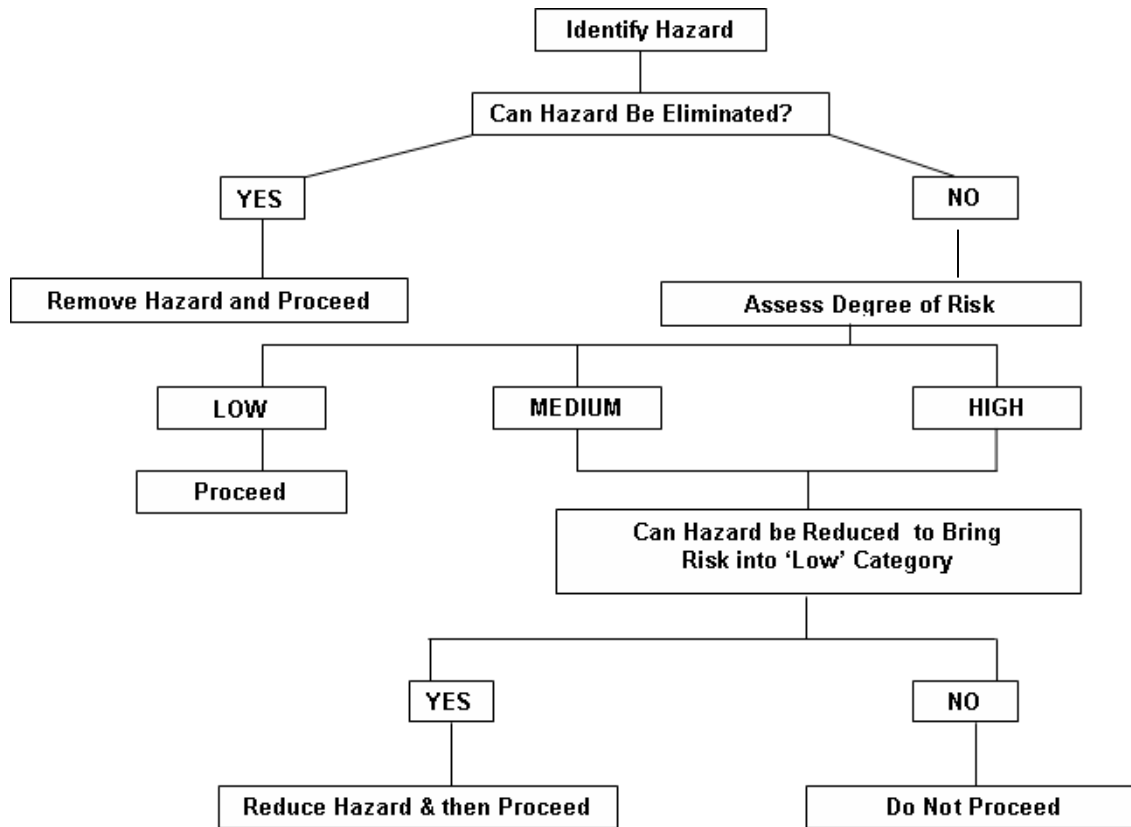 Identify Hazard
Can Hazard Be Eliminated?
YES
NO
Remove Hazard and Proceed
Assess Degree of Risk
LOW
MEDIUM
HIGH
Proceed
Can Hazard be Reduced to Bring
Risk into ‘Low’ Category
YES
NO
Reduce Hazard & then Proceed
Do Not Proceed